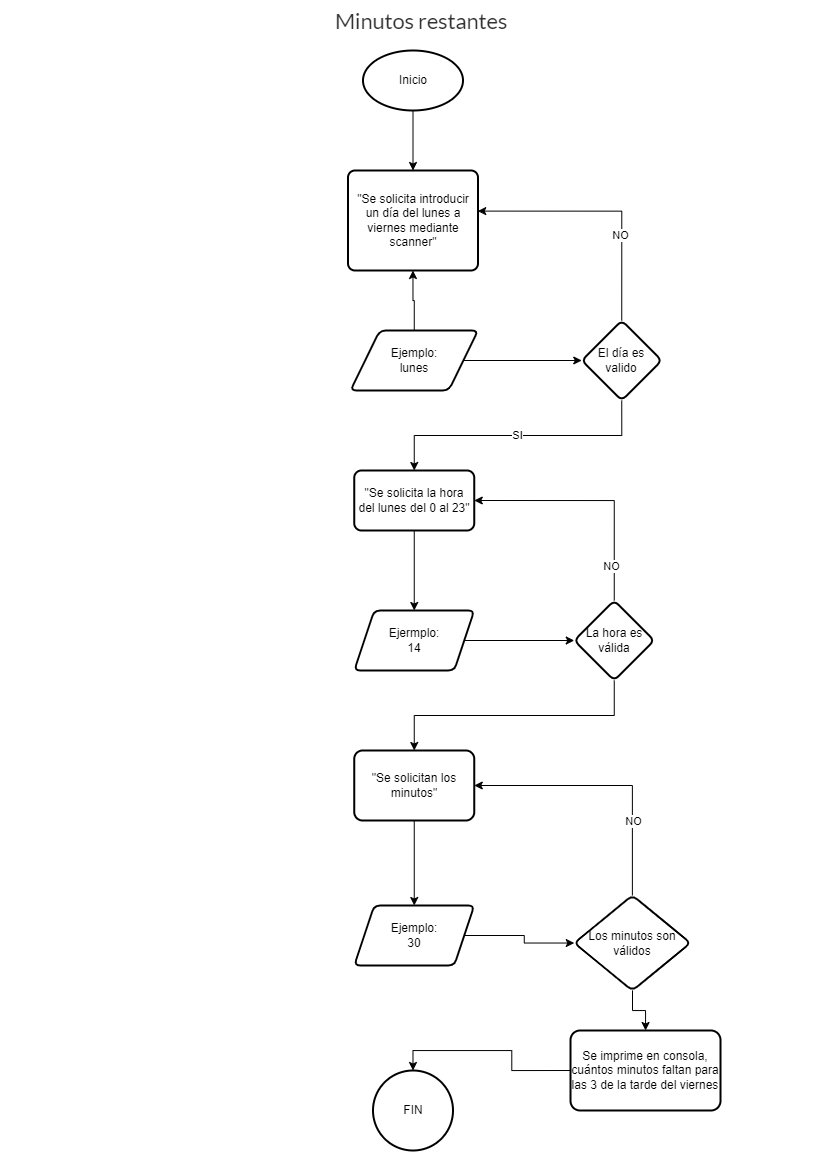 Minutos restantes
Inicio
"Se solicita introducir
un día del lunes a
viernes mediante
scanner"
NO
Ejemplo:
lunes
El día es
valido
SI
"Se solicita la hora
del lunes del 0 al 23"
NO
Ejermplo:
14
La hora es
válida
"Se solicitan los
minutos"
NO
Ejemplo:
30
Los minutos son
válidos
Se imprime en consola,
cuántos minutos faltan para
las 3 de la tarde del viernes
FIN